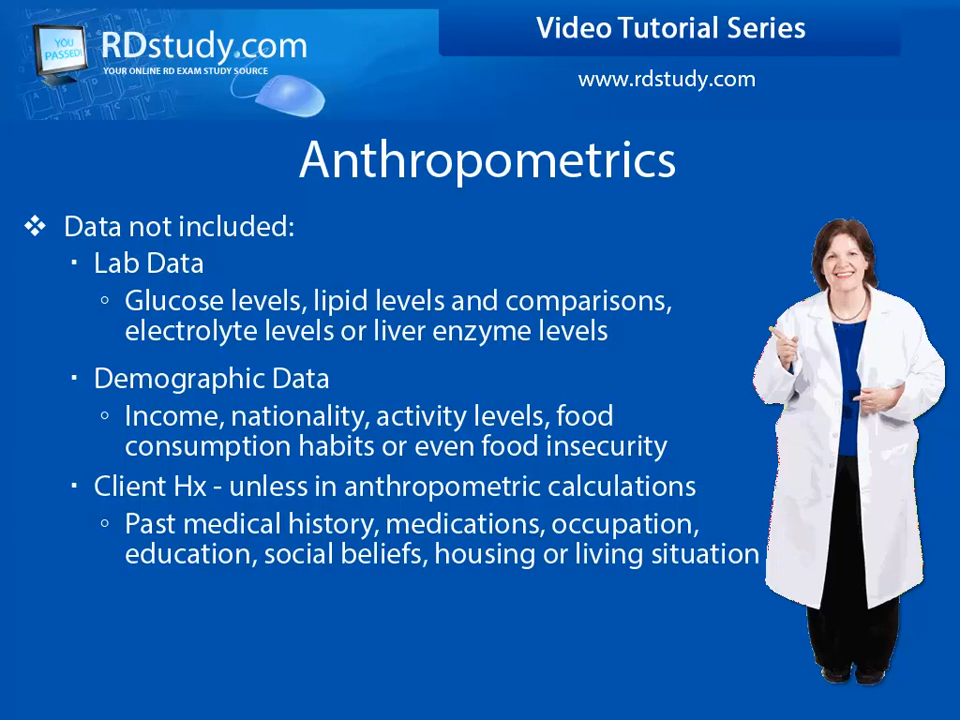 YOU
PASSED!
RDstudy.com
YOUR ONLINE RD EXAM STUDY SOURCE
Video Tutorial Series
www.rdstudy.com
Anthropometrics
❖ Data not included:
▪ Lab Data
◦ Glucose levels, lipid levels and comparisons,
electrolyte levels or liver enzyme levels
▪ Demographic Data
◦ Income, nationality, activity levels, food
consumption habits or even food insecurity
▪ Client Hx - unless in anthropometric calculations
◦ Past medical history, medications, occupation,
education, social beliefs, housing or living situation